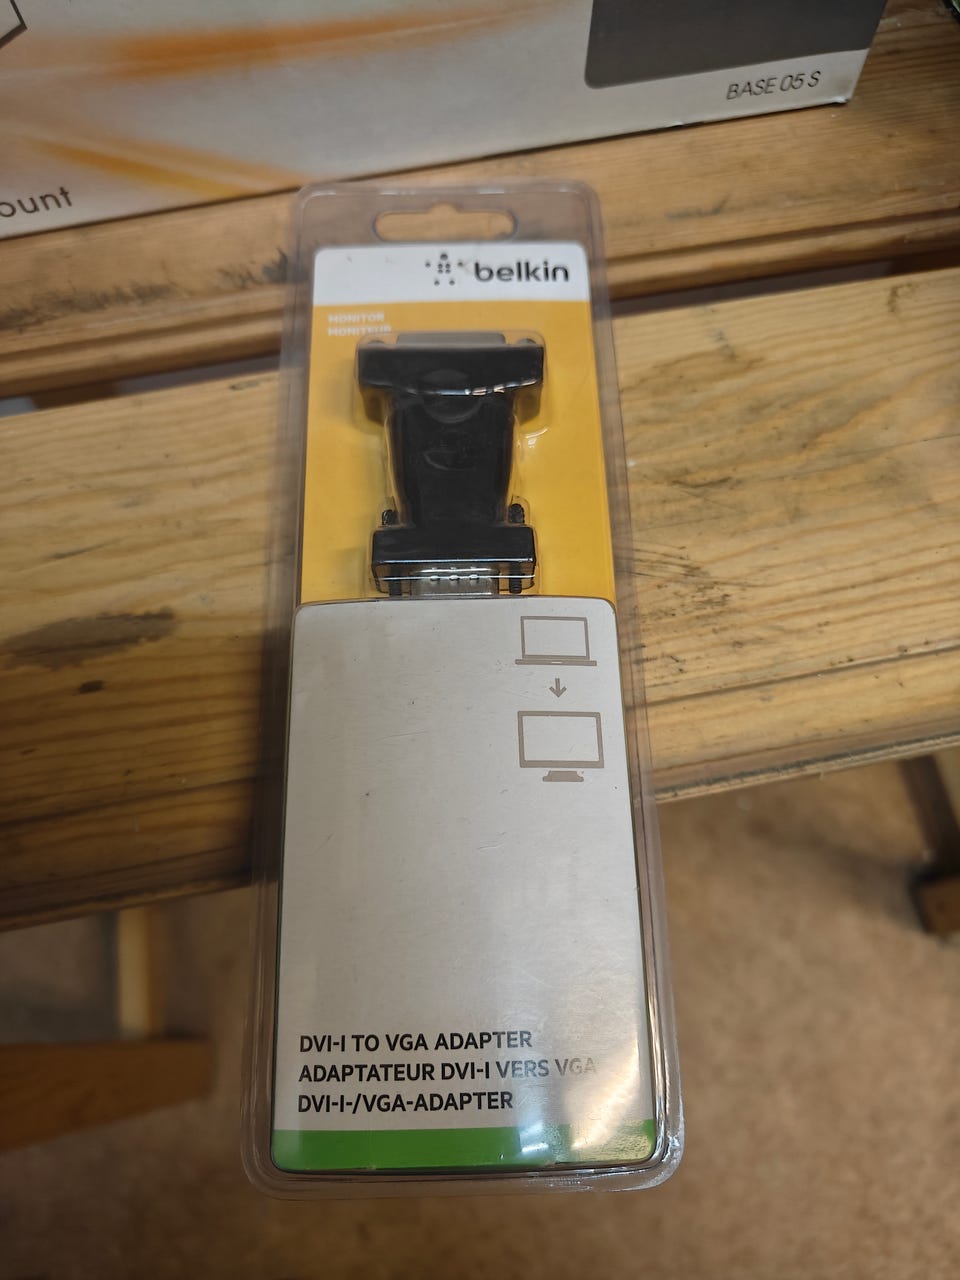 BASE 05 S
ount
belkin
MONITOR
MONITEUR
DVI-I TO VGA ADAPTER
ADAPTATEUR DVI-I VERS VGA
DVI-I-/VGA-ADAPTER